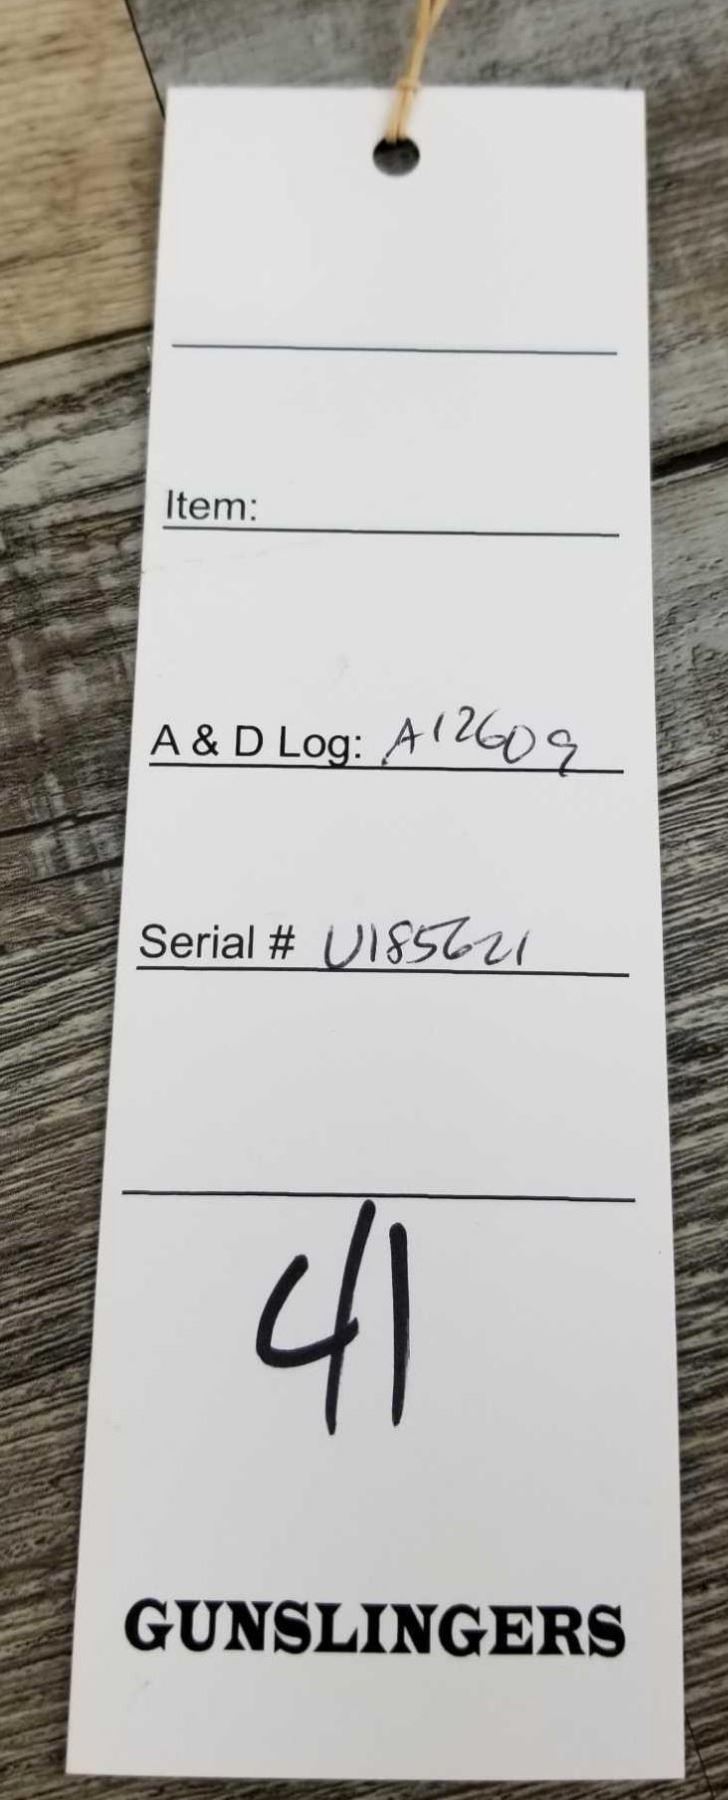 Item:
A & D Log: A12609
Serial # U185621
41
GUNSLINGERS